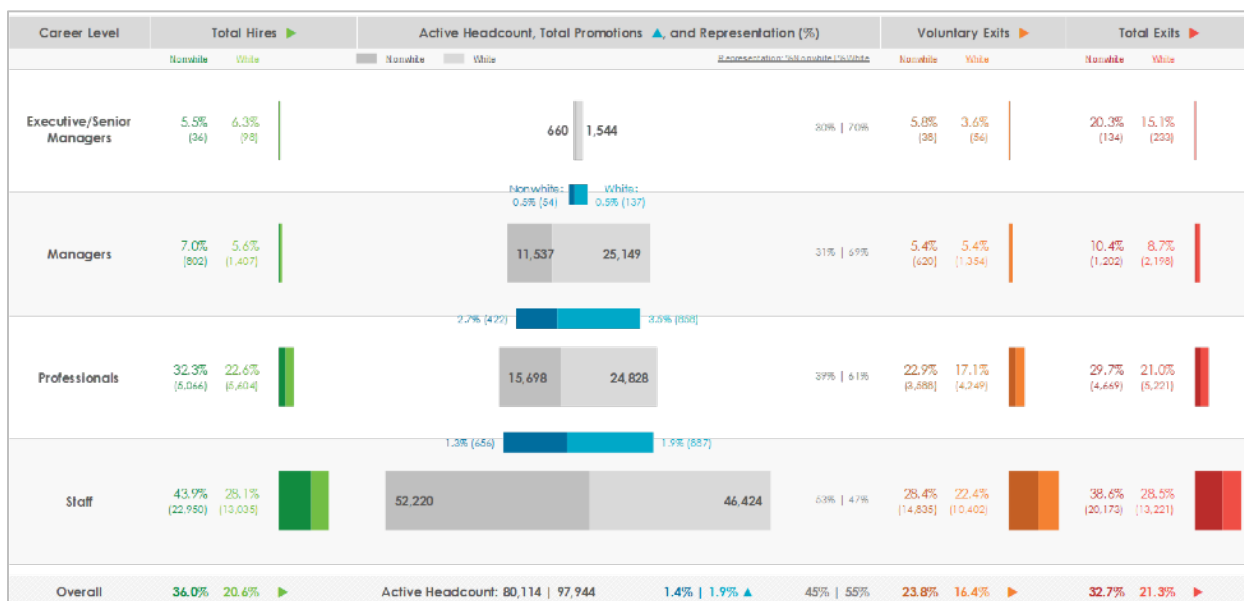 Career Level Total Hires ▶ Active Headcount, Total Promotions ▲, and Representation (%) Voluntary Exits ▶ Total Exits ▶
Nonwhite White Nonwhite White Representation: %Nonwhite | %White Nonwhite White Nonwhite White
Executive/Senior Managers
5.5% 6.3%
(36) (98)
660 1,544
30% | 70%
5.8% 3.6%
(38) (56)
20.3% 15.1%
(134) (233)
Nonwhite: White:
0.5% (54) 0.5% (137)
Managers
7.0% 5.6%
(802) (1,407)
11,537 25,149
31% | 69%
5.4% 5.4%
(620) (1,354)
10.4% 8.7%
(1,202) (2,198)
2.7% (422) 3.5% (858)
Professionals
32.3% 22.6%
(5,066) (5,604)
15,698 24,828
39% | 61%
22.9% 17.1%
(3,588) (4,249)
29.7% 21.0%
(4,669) (5,221)
1.3% (656) 1.9% (887)
Staff
43.9% 28.1%
(22,950) (13,035)
52,220 46,424
53% | 47%
28.4% 22.4%
(14,835) (10,402)
38.6% 28.5%
(20,173) (13,221)
Overall 36.0% 20.6% ▶ Active Headcount: 80,114 | 97,944 1.4% | 1.9% ▲ 45% | 55% 23.8% 16.4% ▶ 32.7% 21.3% ▶